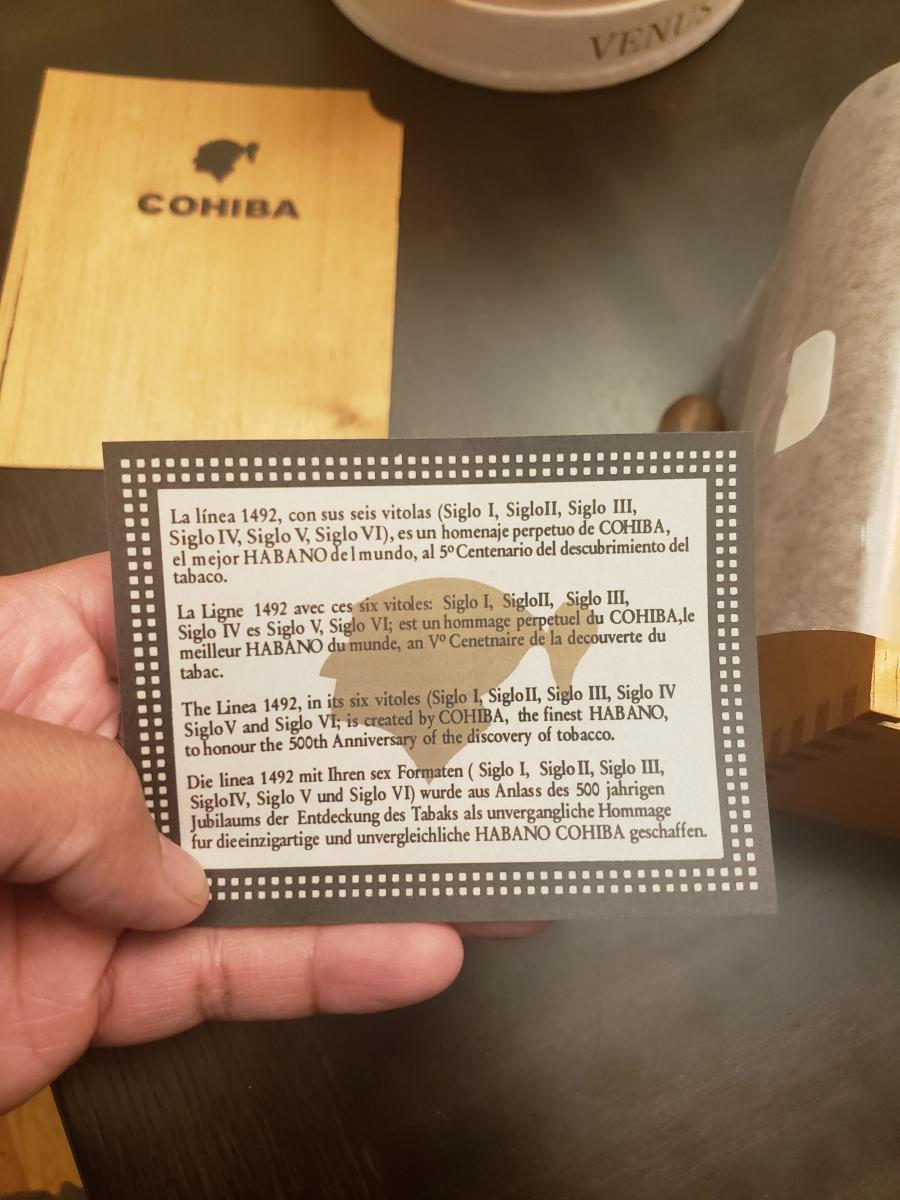 VENUS
COHIBA
La línea 1492, con sus seis vitolas (Siglo I, SigloII, Siglo III,
Siglo IV, Siglo V, Siglo VI), es un homenaje perpetuo de COHIBA,
el mejor HABANO del mundo, al 5º Centenario del descubrimiento del
tabaco.
La Ligne 1492 avec ces six vitoles: Siglo I, SigloII, Siglo III,
Siglo IV es Siglo V, Siglo VI; est un hommage perpetuel du COHIBA,le
meilleur HABANO du munde, an Vº Cenetnaire de la decouverte du
tabac.
The Linea 1492, in its six vitoles (Siglo I, SigloII, Siglo III, Siglo IV
SigloV and Siglo VI; is created by COHIBA, the finest HABANO,
to honour the 500th Anniversary of the discovery of tobacco.
Die linea 1492 mit Ihren sex Formaten ( Siglo I, Siglo II, Siglo III,
SigloIV, Siglo V und Siglo VI) wurde aus Anlass des 500 jahrigen
Jubilaums der Entdeckung des Tabaks als unvergangliche Hommage
fur dieeinzigartige und unvergleichliche HABANO COHIBA geschaffen.